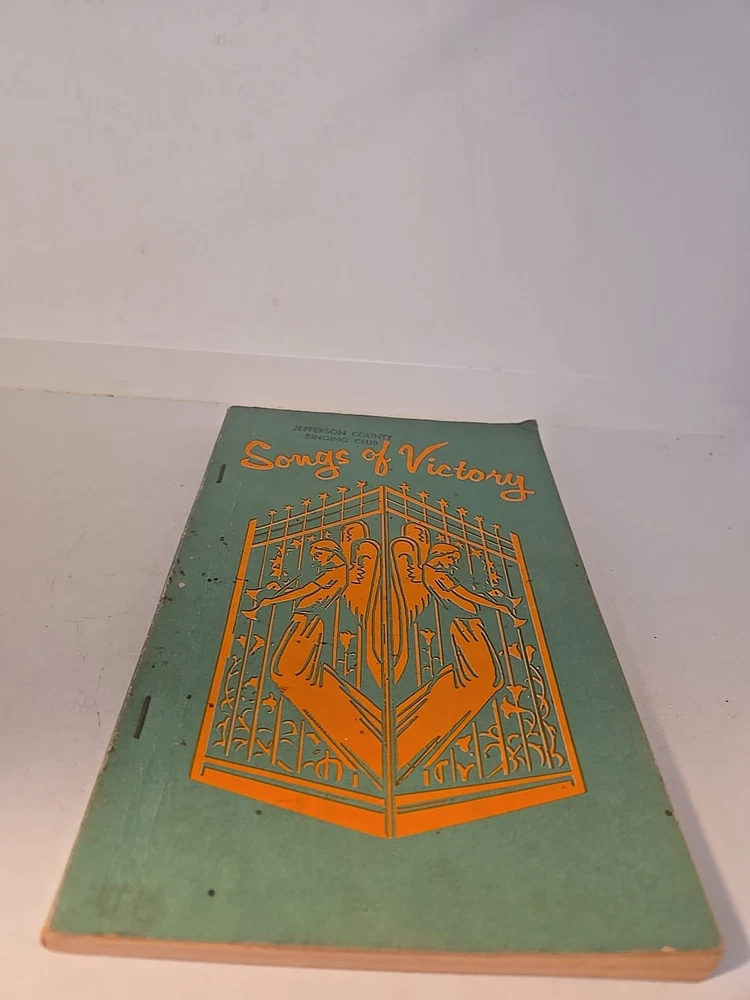 JEFFERSON COUNTY
SINGING CLUB
Songs of Victory